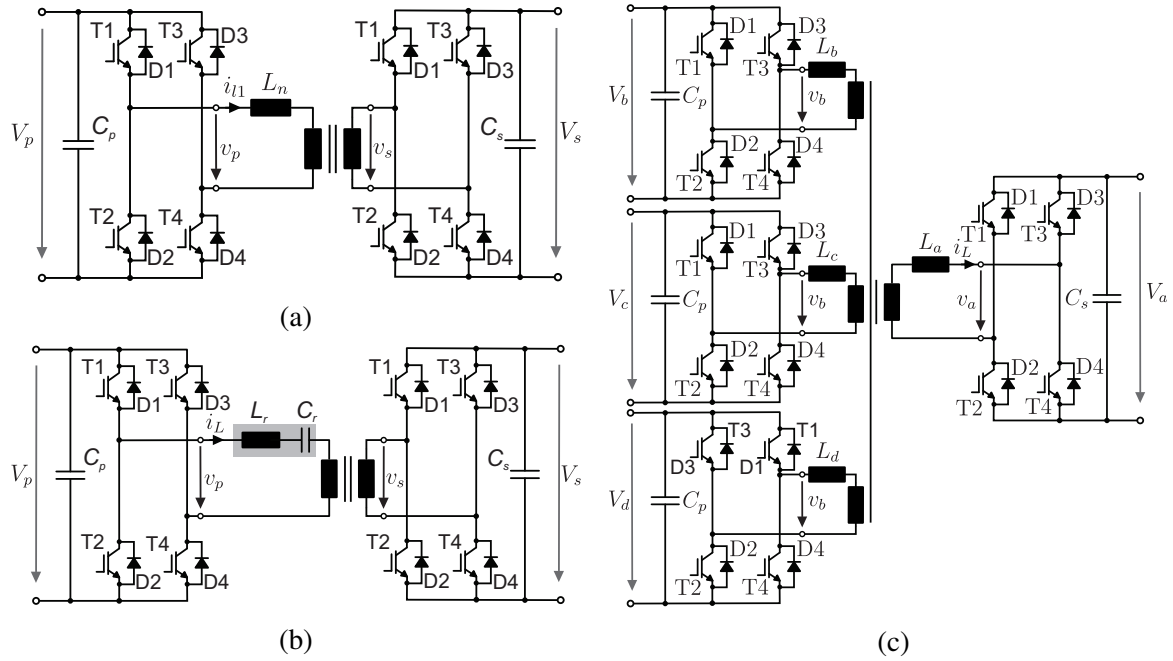 T1 T3 D3
D1
i_{l1} L_n
V_p C_p v_p
T2 T4
D2 D4
T1 T3
D1 D3
v_s C_s V_s
T2 T4
D2 D4
(a)
T1 T3
D1 D3
i_L L_r C_r
V_p C_p v_p
T2 T4
D2 D4
T1 T3
D1 D3
v_s C_s V_s
T2 T4
D2 D4
(b)
D1 D3
T1 T3 L_b
V_b C_p v_b
D2 D4
T2 T4
D1 D3
T1 T3 L_c
V_c C_p v_b
D2 D4
T2 T4
T3 T1
D3 D1 L_d
V_d C_p v_b
D2 D4
T2 T4
D1 D3
T1 T3
L_a i_L
v_a C_s V_a
D2 D4
T2 T4
(c)